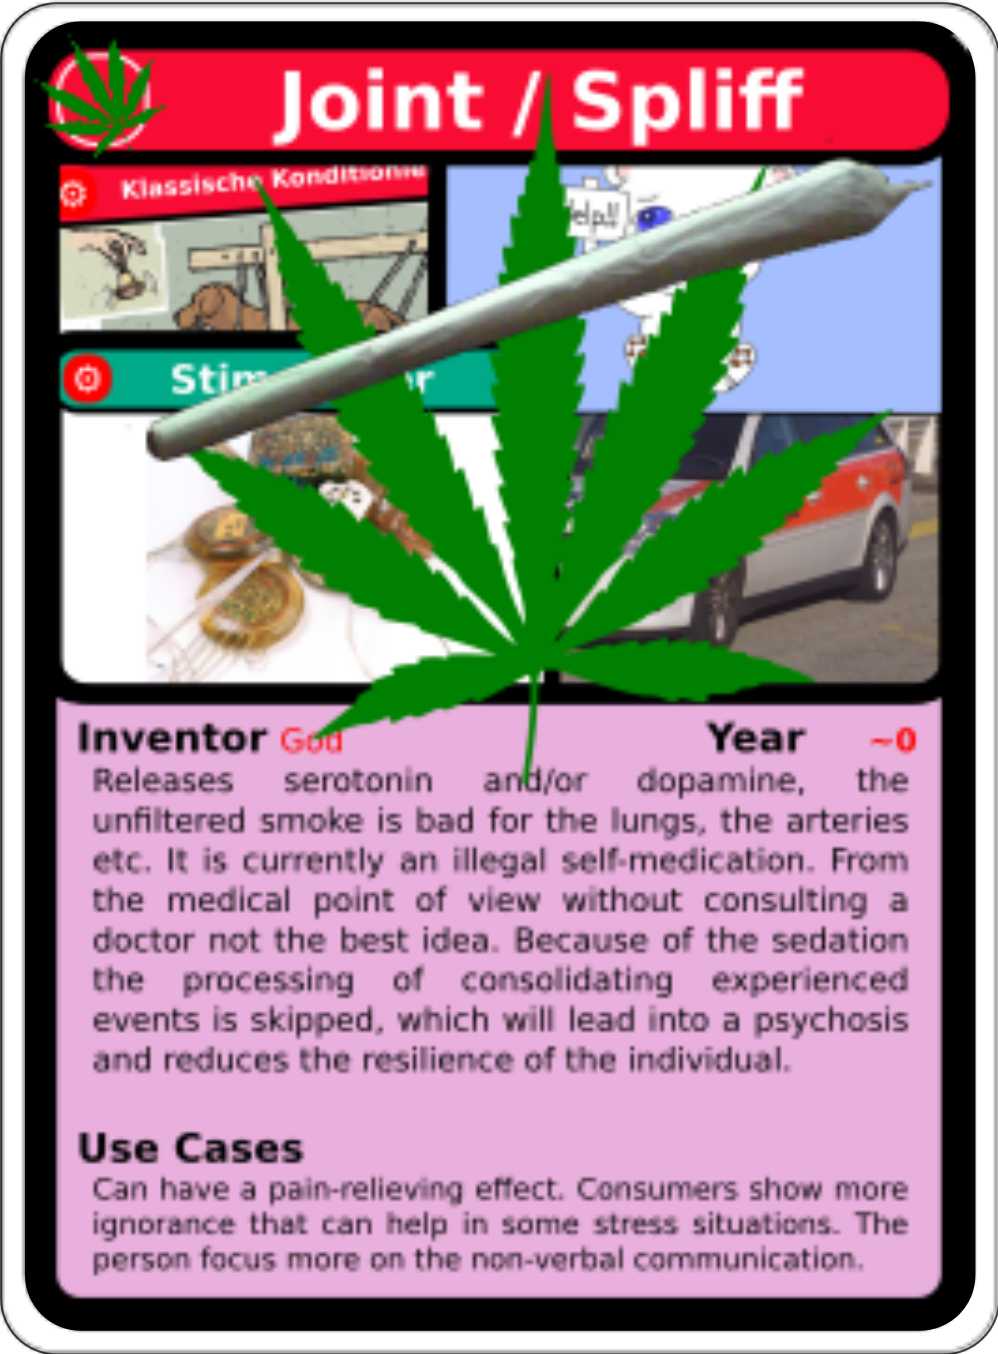 Joint / Spliff
Klassische Konditionie
elp!!
Inventor God
Year ~0
Releases serotonin and/or dopamine, the
unfiltered smoke is bad for the lungs, the arteries
etc. It is currently an illegal self-medication. From
the medical point of view without consulting a
doctor not the best idea. Because of the sedation
the processing of consolidating experienced
events is skipped, which will lead into a psychosis
and reduces the resilience of the individual.
Use Cases
Can have a pain-relieving effect. Consumers show more
ignorance that can help in some stress situations. The
person focus more on the non-verbal communication.